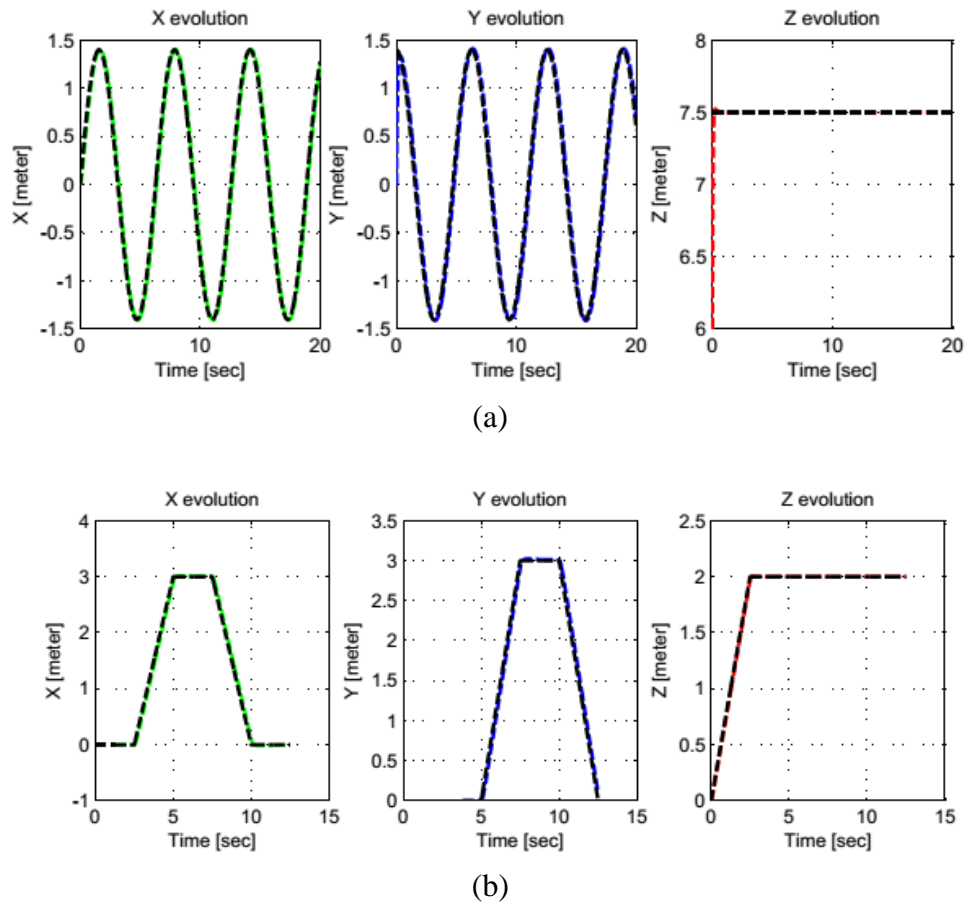 X evolution
1.5
1
0.5
0
-0.5
-1
-1.5
0 10 20
X [meter]
Time [sec]
Y evolution
1.5
1
0.5
0
-0.5
-1
-1.5
0 10 20
Y [meter]
Time [sec]
Z evolution
8
7.5
7
6.5
6
0 10 20
Z [meter]
Time [sec]
(a)
X evolution
4
3
2
1
0
-1
0 5 10 15
X [meter]
Time [sec]
Y evolution
3.5
3
2.5
2
1.5
1
0.5
0
0 5 10 15
Y [meter]
Time [sec]
Z evolution
2.5
2
1.5
1
0.5
0
0 5 10 15
Z [meter]
Time [sec]
(b)